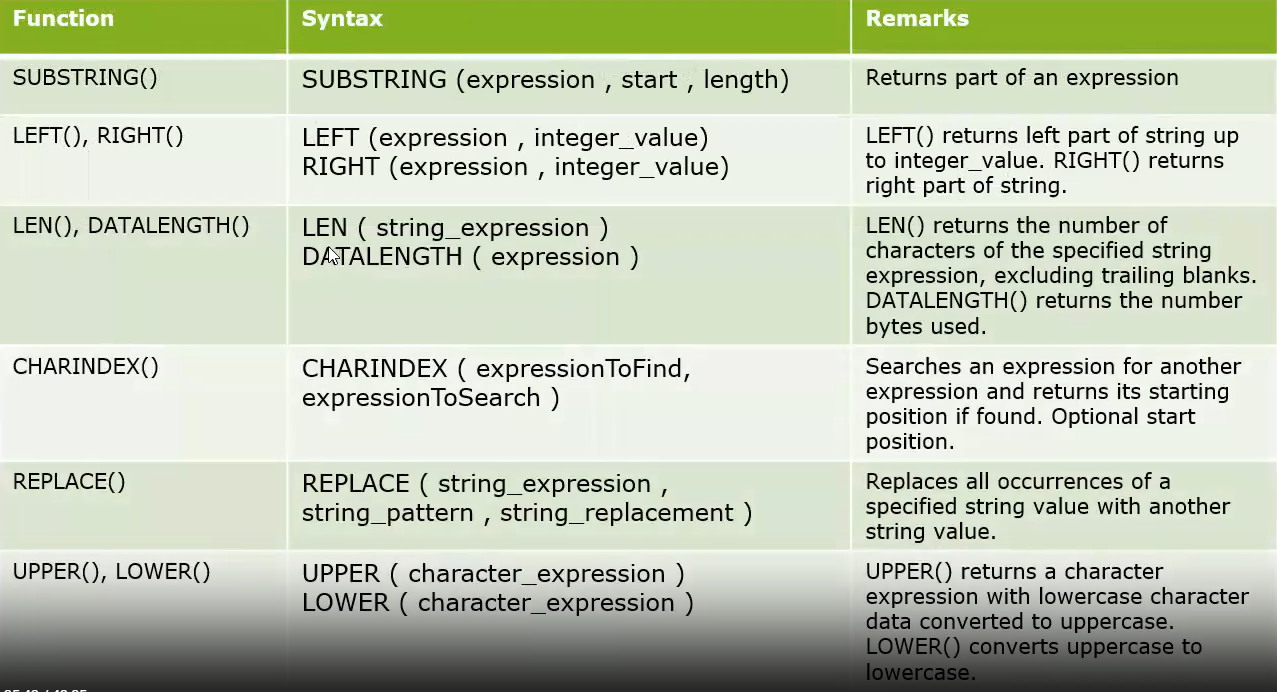 Function Syntax Remarks
SUBSTRING() SUBSTRING (expression , start , length) Returns part of an expression
LEFT(), RIGHT() LEFT (expression , integer_value)
RIGHT (expression , integer_value)
LEFT() returns left part of string up
to integer_value. RIGHT() returns
right part of string.
LEN(), DATALENGTH() LEN ( string_expression )
DATALENGTH ( expression )
LEN() returns the number of
characters of the specified string
expression, excluding trailing blanks.
DATALENGTH() returns the number
bytes used.
CHARINDEX() CHARINDEX ( expressionToFind,
expressionToSearch )
Searches an expression for another
expression and returns its starting
position if found. Optional start
position.
REPLACE() REPLACE ( string_expression ,
string_pattern , string_replacement )
Replaces all occurrences of a
specified string value with another
string value.
UPPER(), LOWER() UPPER ( character_expression )
LOWER ( character_expression )
UPPER() returns a character
expression with lowercase character
data converted to uppercase.
LOWER() converts uppercase to
lowercase.